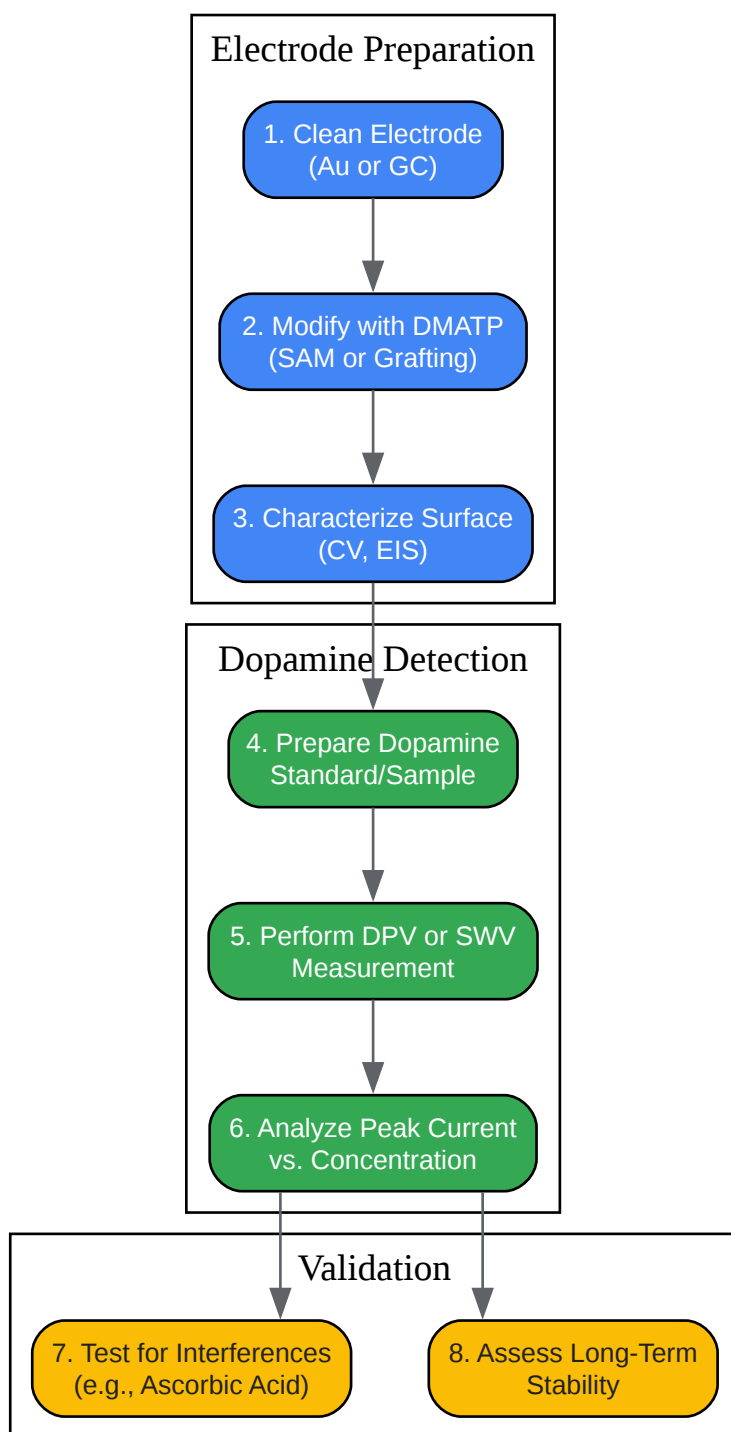 Electrode Preparation
1. Clean Electrode
(Au or GC)
2. Modify with DMATP
(SAM or Grafting)
3. Characterize Surface
(CV, EIS)
Dopamine Detection
4. Prepare Dopamine
Standard/Sample
5. Perform DPV or SWV
Measurement
6. Analyze Peak Current
vs. Concentration
Validation
7. Test for Interferences
(e.g., Ascorbic Acid)
8. Assess Long-Term
Stability